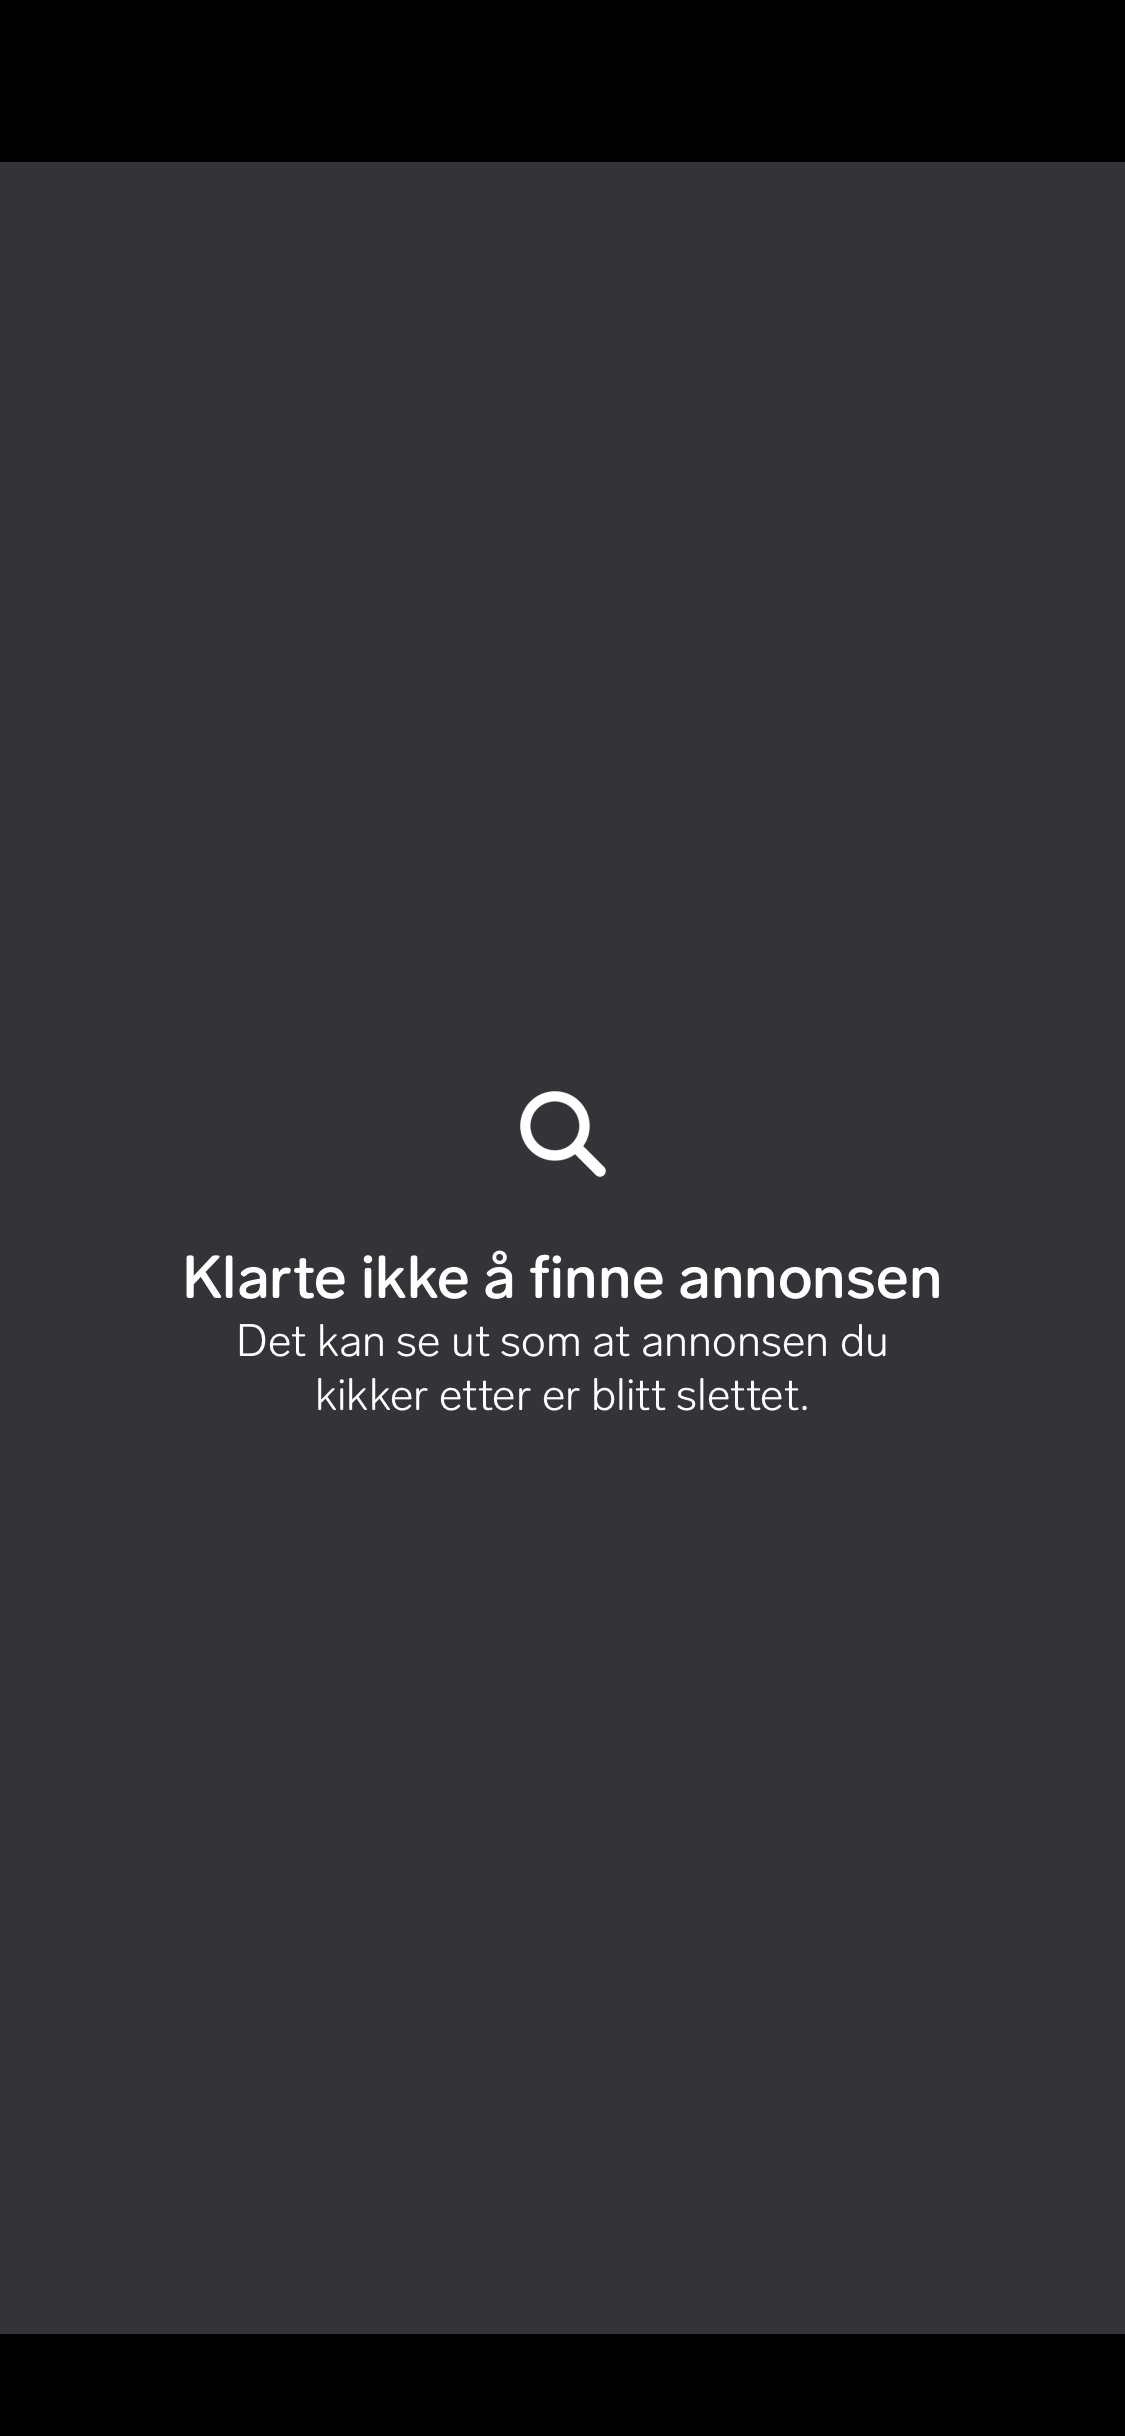 Klarte ikke å finne annonsen
Det kan se ut som at annonsen du
kikker etter er blitt slettet.